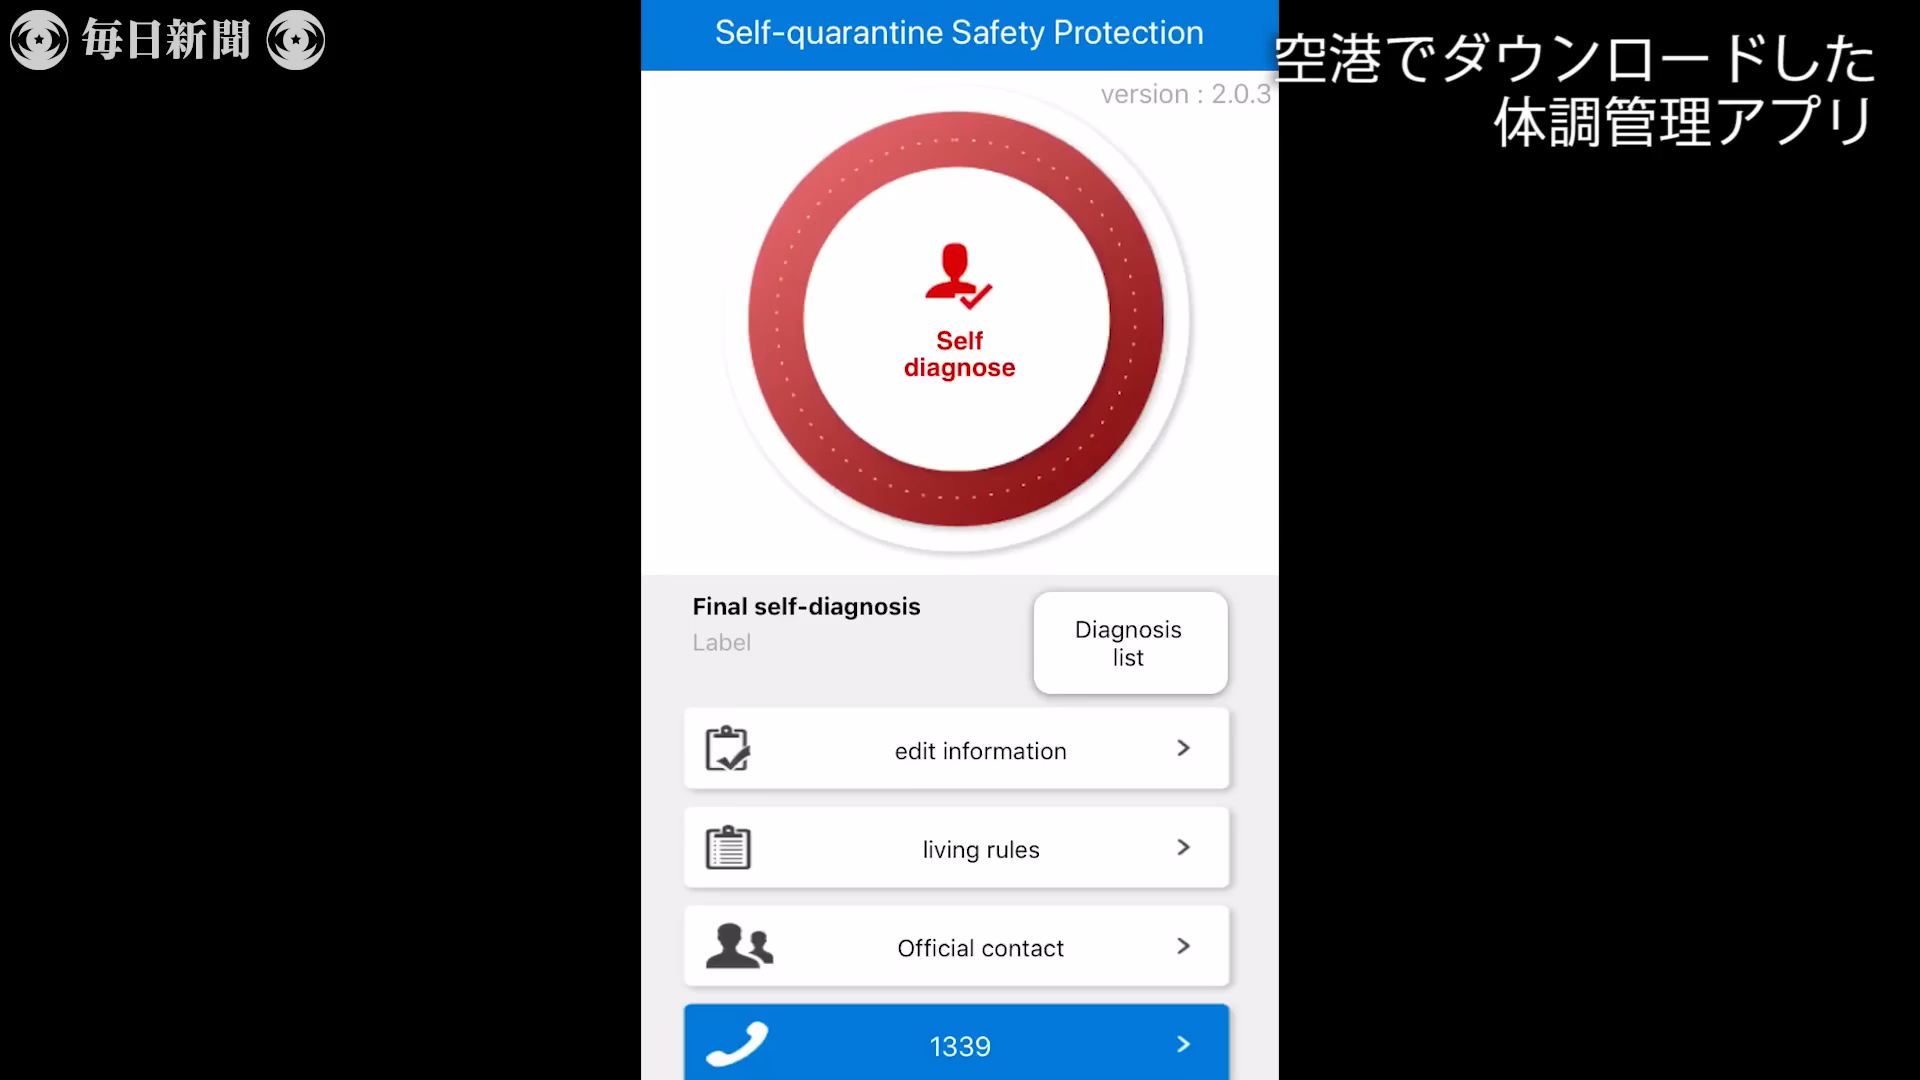 毎日新聞
Self-quarantine Safety Protection
空港でダウンロードした
体調管理アプリ
version : 2.0.3
Self
diagnose
Final self-diagnosis
Label
Diagnosis
list
edit information
living rules
Official contact
1339